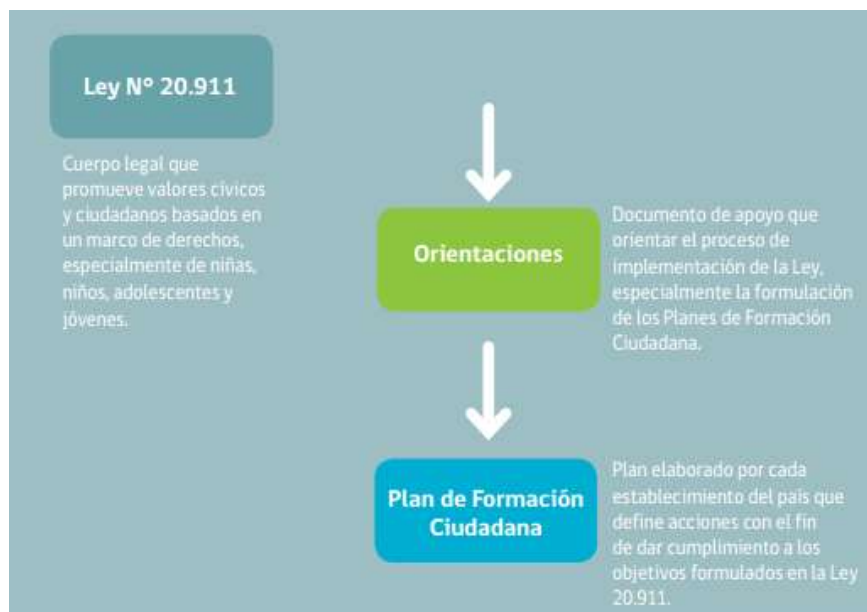 Ley N° 20.911
Cuerpo legal que
promueve valores cívicos
y ciudadanos basados en
un marco de derechos,
especialmente de niñas,
niños, adolescentes y
jóvenes.
Orientaciones
Documento de apoyo que
orientar el proceso de
implementación de la Ley,
especialmente la formulación
de los Planes de Formación
Ciudadana.
Plan de Formación
Ciudadana
Plan elaborado por cada
establecimiento del país que
define acciones con el fin
de dar cumplimiento a los
objetivos formulados en la Ley
20.911.